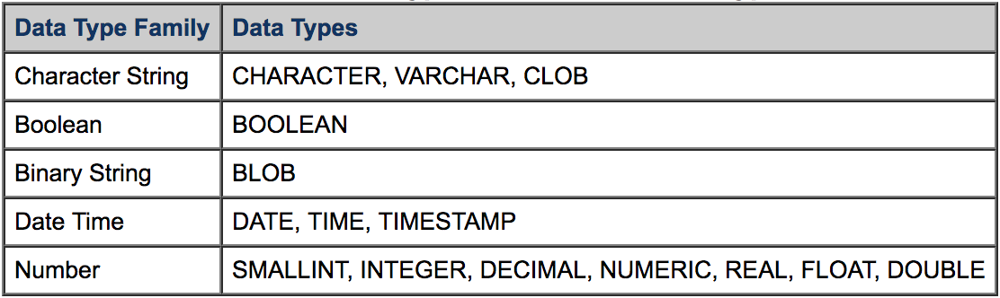 Data Type Family Data Types
Character String CHARACTER, VARCHAR, CLOB
Boolean BOOLEAN
Binary String BLOB
Date Time DATE, TIME, TIMESTAMP
Number SMALLINT, INTEGER, DECIMAL, NUMERIC, REAL, FLOAT, DOUBLE